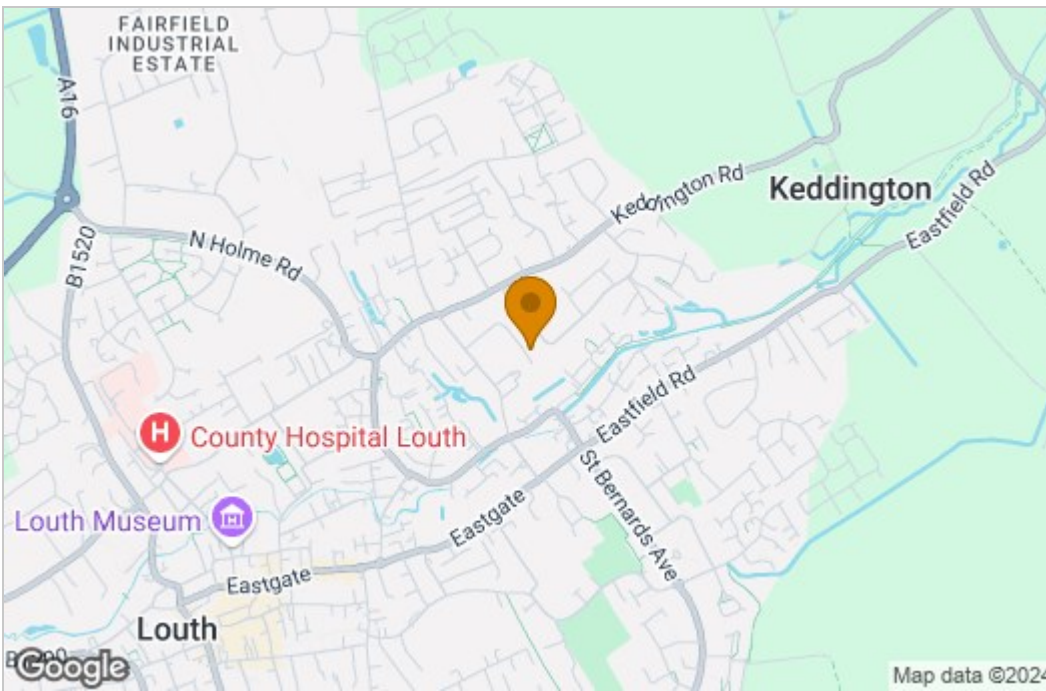 FAIRFIELD
INDUSTRIAL
ESTATE
A16
Keddington Rd
Keddington
Eastfield Rd
B1520
N Holme Rd
H
County Hospital Louth
Eastfield Rd
St Bernards Ave
Louth Museum
Eastgate
Eastgate
Louth
Google
Map data ©2024